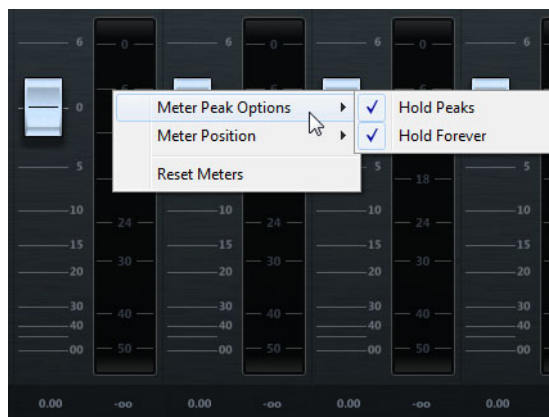 6 0 6 0 6 0 6
0
Meter Peak Options
Hold Peaks
Meter Position
Hold Forever
Reset Meters
5 5 5
18
10 10 10 10
24 24 24
15 15 15 15
30 30 30
20 20 20 20
30 30 30 30
40 40 40
40 40 40 40
00 50 00 50 00 50 00
0.00 -oo 0.00 -oo 0.00 -oo 0.00